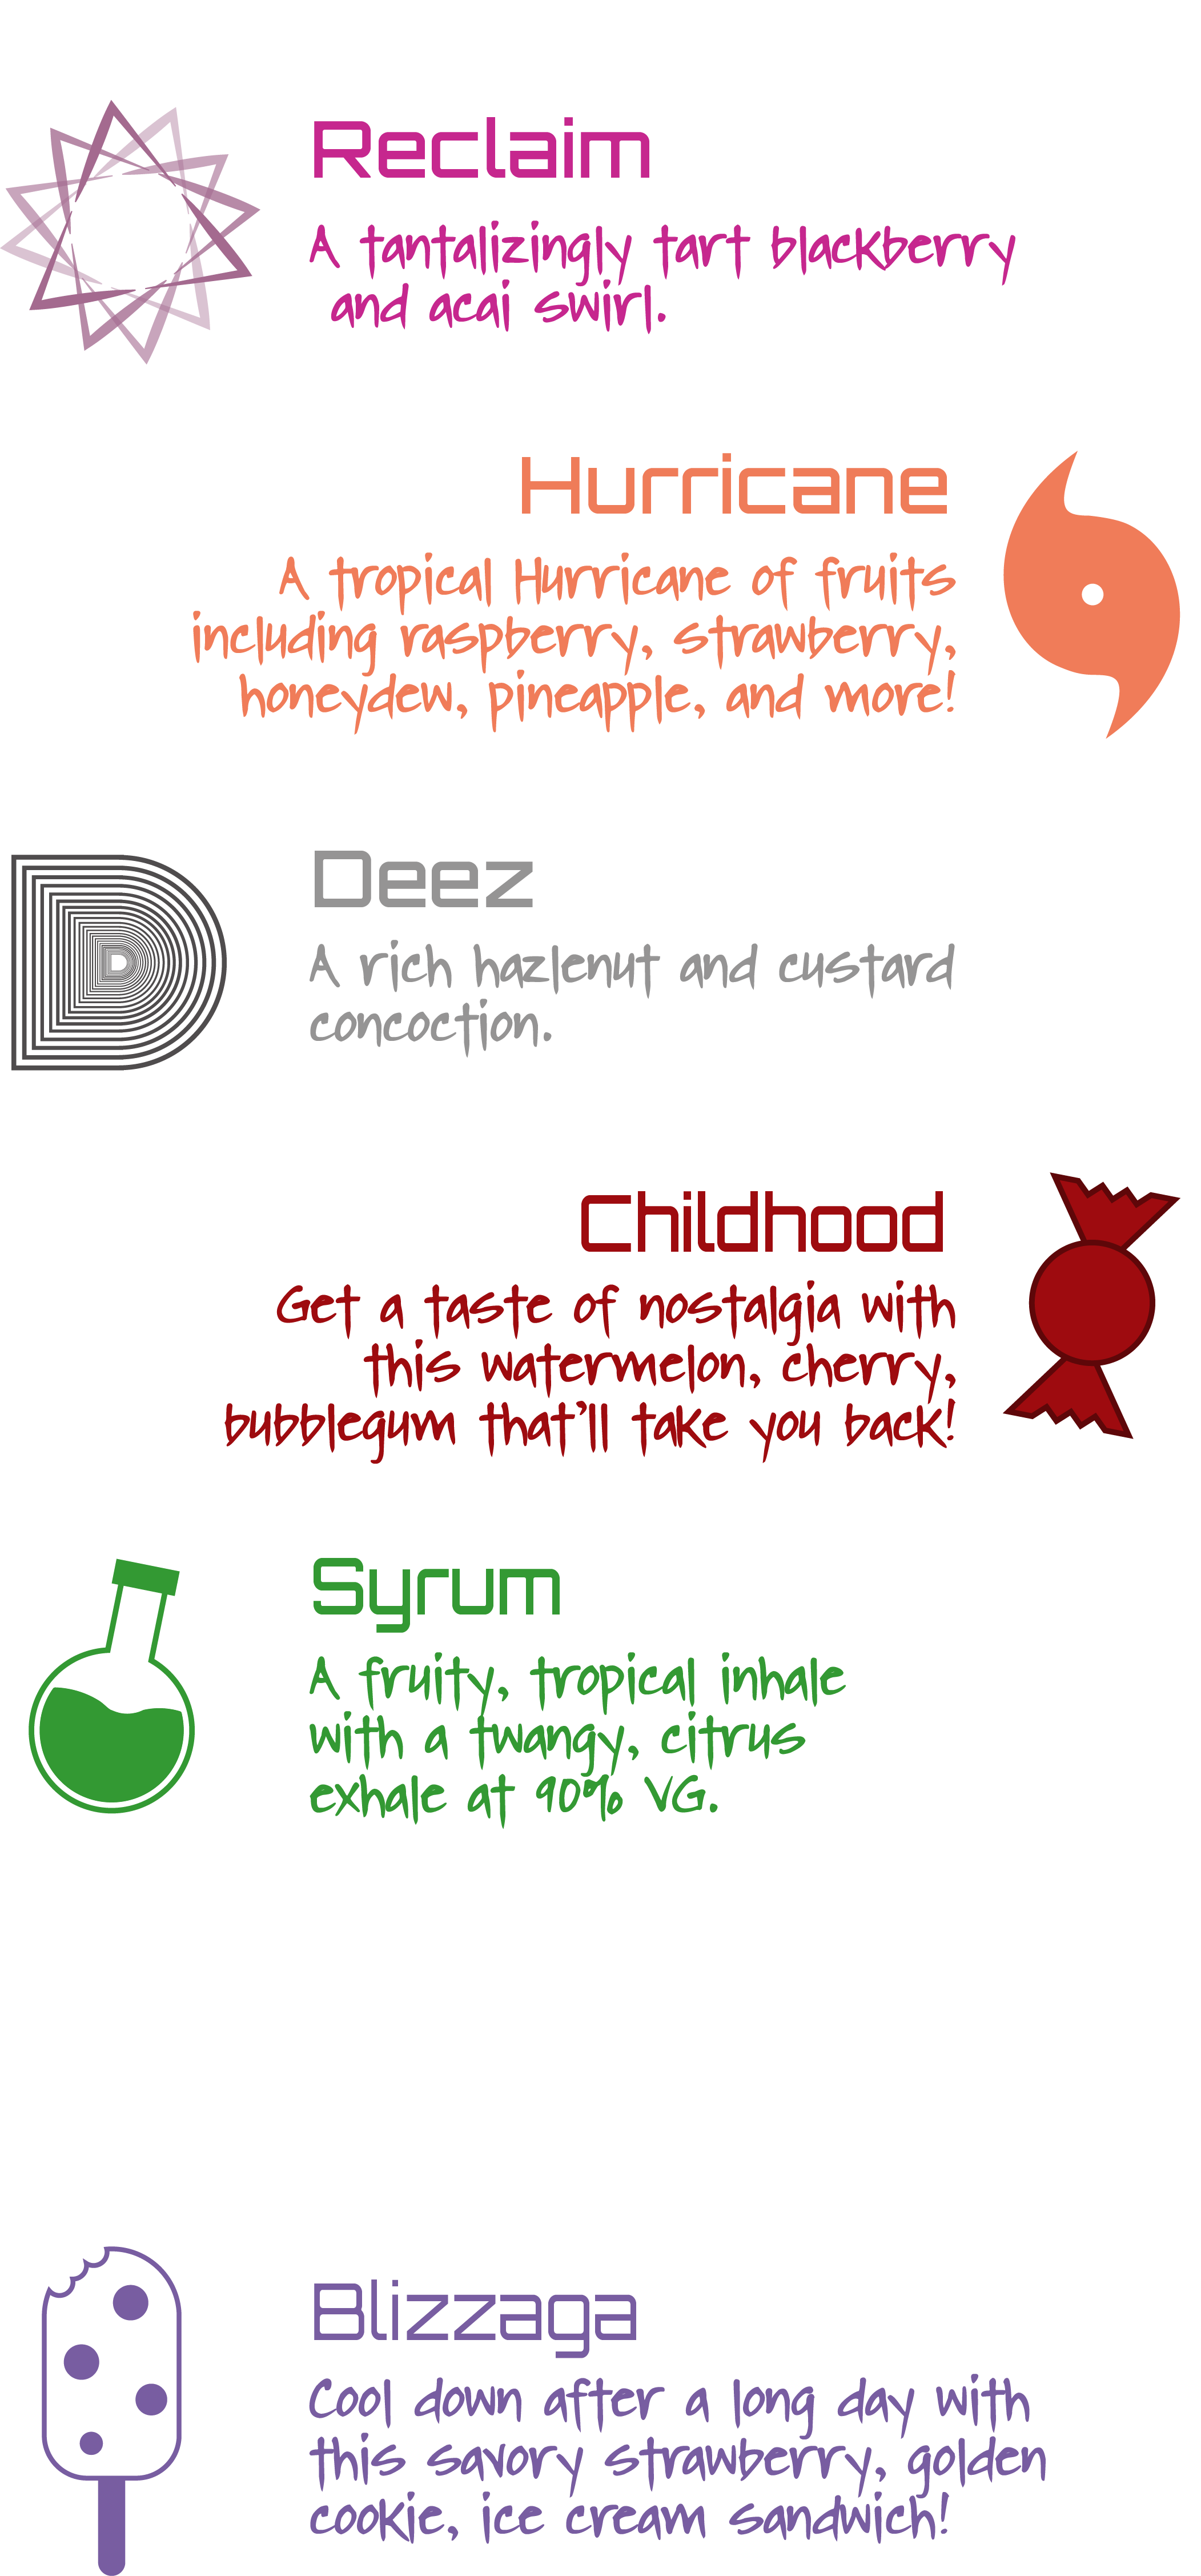 Reclaim
A tantalizingly tart blackberry
and acai swirl.
Hurricane
A tropical Hurricane of fruits
including raspberry, strawberry,
honeydew, pineapple, and more!
Deez
A rich hazlenut and custard
concoction.
Childhood
Get a taste of nostalgia with
this watermelon, cherry,
bubblegum that'll take you back!
Syrum
A fruity, tropical inhale
with a twangy, citrus
exhale at 90% VG.
Blizzaga
Cool down after a long day with
this savory strawberry, golden
cookie, ice cream sandwich!